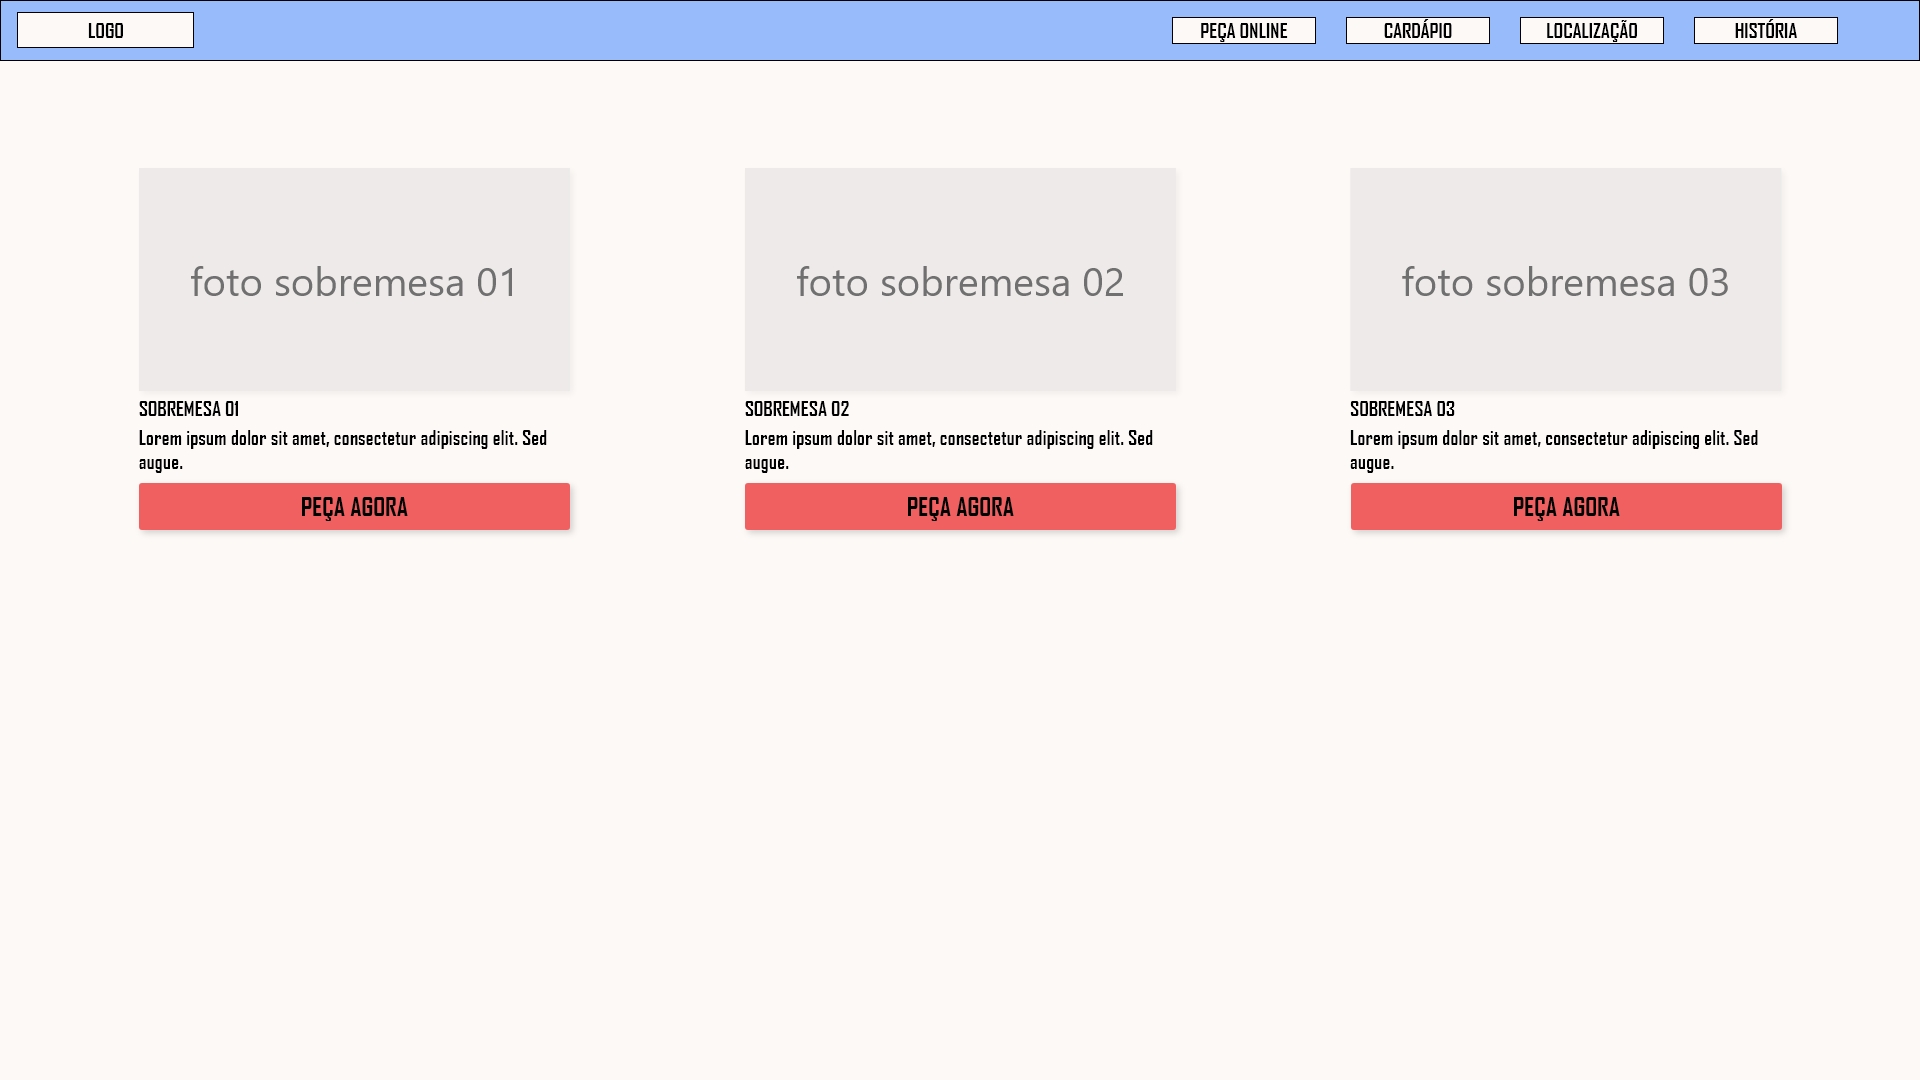 LOGO
PEÇA ONLINE
CARDÁPIO
LOCALIZAÇÃO
HISTÓRIA
foto sobremesa 01
SOBREMESA 01
Lorem ipsum dolor sit amet, consectetur adipiscing elit. Sed
augue.
PEÇA AGORA
foto sobremesa 02
SOBREMESA 02
Lorem ipsum dolor sit amet, consectetur adipiscing elit. Sed
augue.
PEÇA AGORA
foto sobremesa 03
SOBREMESA 03
Lorem ipsum dolor sit amet, consectetur adipiscing elit. Sed
augue.
PEÇA AGORA